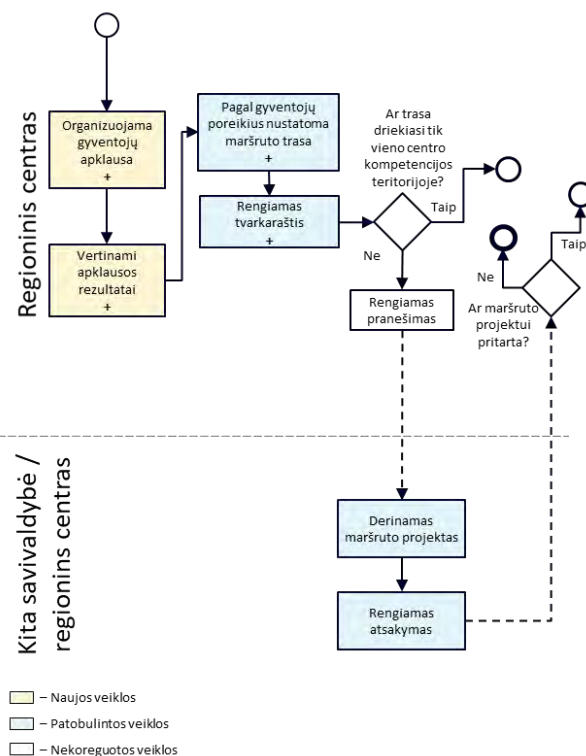 Regioninis centras
Organizuojama
gyventojų
apklausa
+
Vertinami
apklausos
rezultatai
+
Pagal gyventojų
poreikius nustatoma
maršruto trasa
+
Rengiamas
tvarkaraštis
+
Ar trasa
driekiasi tik
vieno centro
kompetencijos
teritorijoje?
Taip
Ne
Rengiamas
pranešimas
Taip
Ne
Ar maršruto
projektui
pritarta?
Kita savivaldybė /
regionins centras
Derinamas
maršruto projektas
Rengiamas
atsakymas
– Naujos veiklos
– Patobulintos veiklos
– Nekoreguotos veiklos